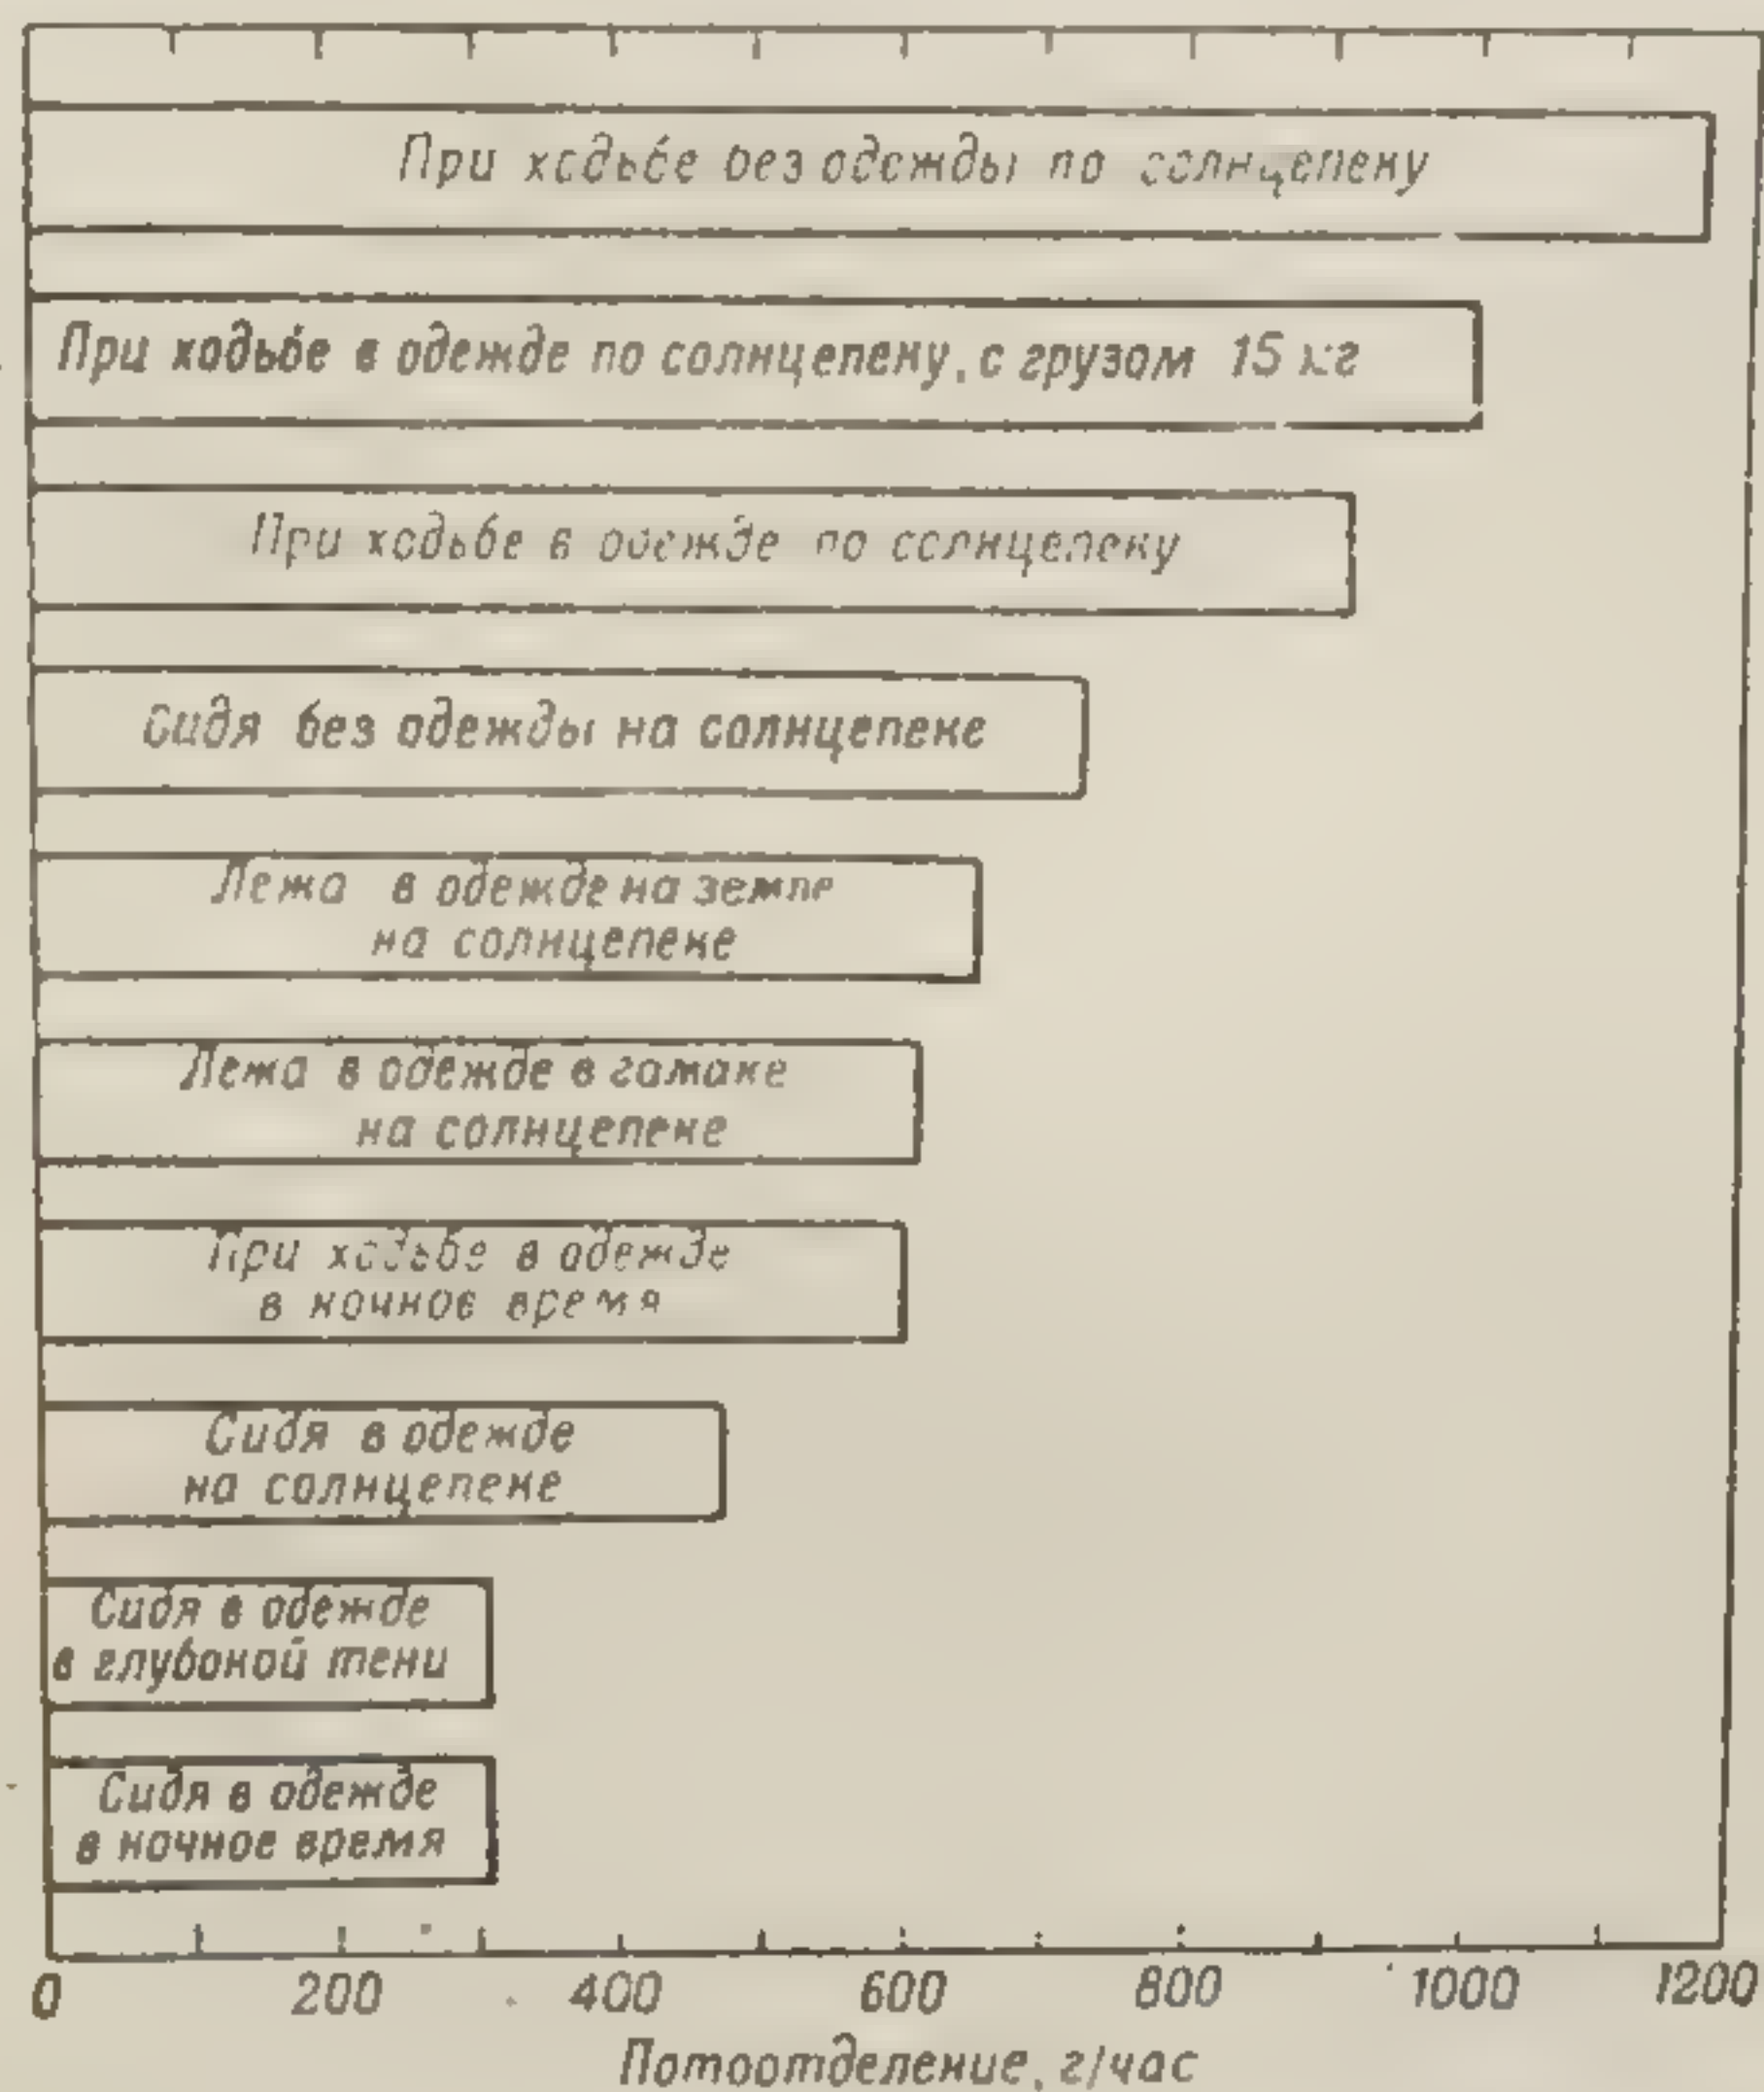 При ходьбе без одежды по солнцепеку
При ходьбе в одежде по солнцепеку, с грузом 15 кг
При ходьбе в одежде по солнцепеку
Сидя без одежды на солнцепеке
Лежа в одежде на земле
на солнцепеке
Лежа в одежде в гамаке
на солнцепеке
При ходьбе в одежде
в ночное время
Сидя в одежде
на солнцепеке
Сидя в одежде
в глубокой тени
Сидя в одежде
в ночное время
0 200 400 600 800 1000 1200
Потоотделение, г/час